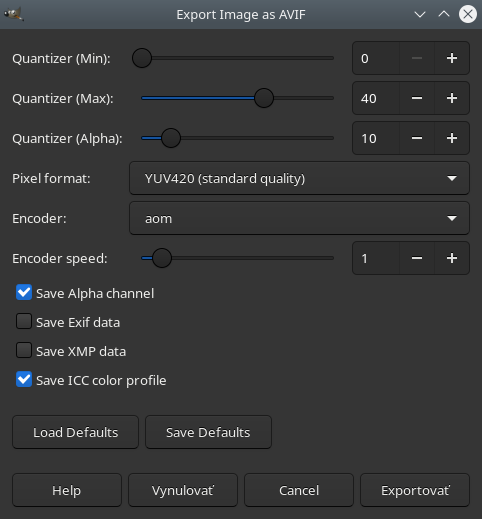 Export Image as AVIF
Quantizer (Min): 0
Quantizer (Max): 40
Quantizer (Alpha): 10
Pixel format: YUV420 (standard quality)
Encoder: aom
Encoder speed: 1
Save Alpha channel
Save Exif data
Save XMP data
Save ICC color profile
Load Defaults Save Defaults
Help Vynulovať Cancel Exportovať